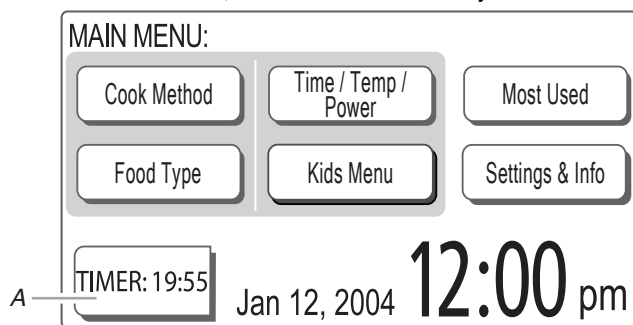 MAIN MENU:
Cook Method
Time / Temp /
Power
Most Used
Food Type
Kids Menu
Settings & Info
A
TIMER: 19:55
Jan 12, 2004 12:00 pm